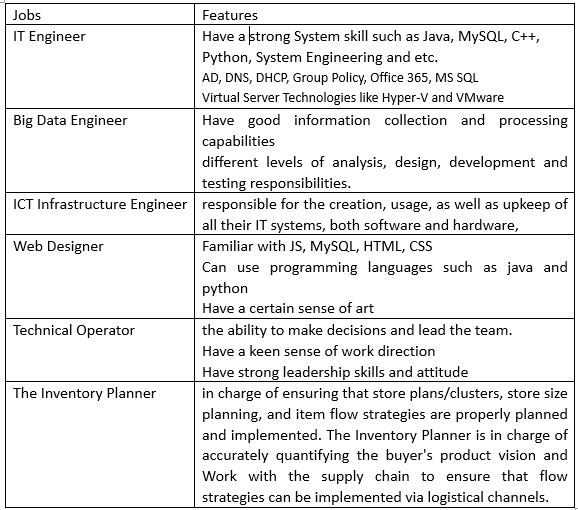 Jobs
Features
IT Engineer
Have a strong System skill such as Java, MySQL, C++,
Python, System Engineering and etc.
AD, DNS, DHCP, Group Policy, Office 365, MS SQL
Virtual Server Technologies like Hyper-V and VMware
Big Data Engineer
Have good information collection and processing
capabilities
different levels of analysis, design, development and
testing responsibilities.
ICT Infrastructure Engineer
responsible for the creation, usage, as well as upkeep of
all their IT systems, both software and hardware,
Web Designer
Familiar with JS, MySQL, HTML, CSS
Can use programming languages such as java and
python
Have a certain sense of art
Technical Operator
the ability to make decisions and lead the team.
Have a keen sense of work direction
Have strong leadership skills and attitude
The Inventory Planner
in charge of ensuring that store plans/clusters, store size
planning, and item flow strategies are properly planned
and implemented. The Inventory Planner is in charge of
accurately quantifying the buyer's product vision and
Work with the supply chain to ensure that flow
strategies can be implemented via logistical channels.